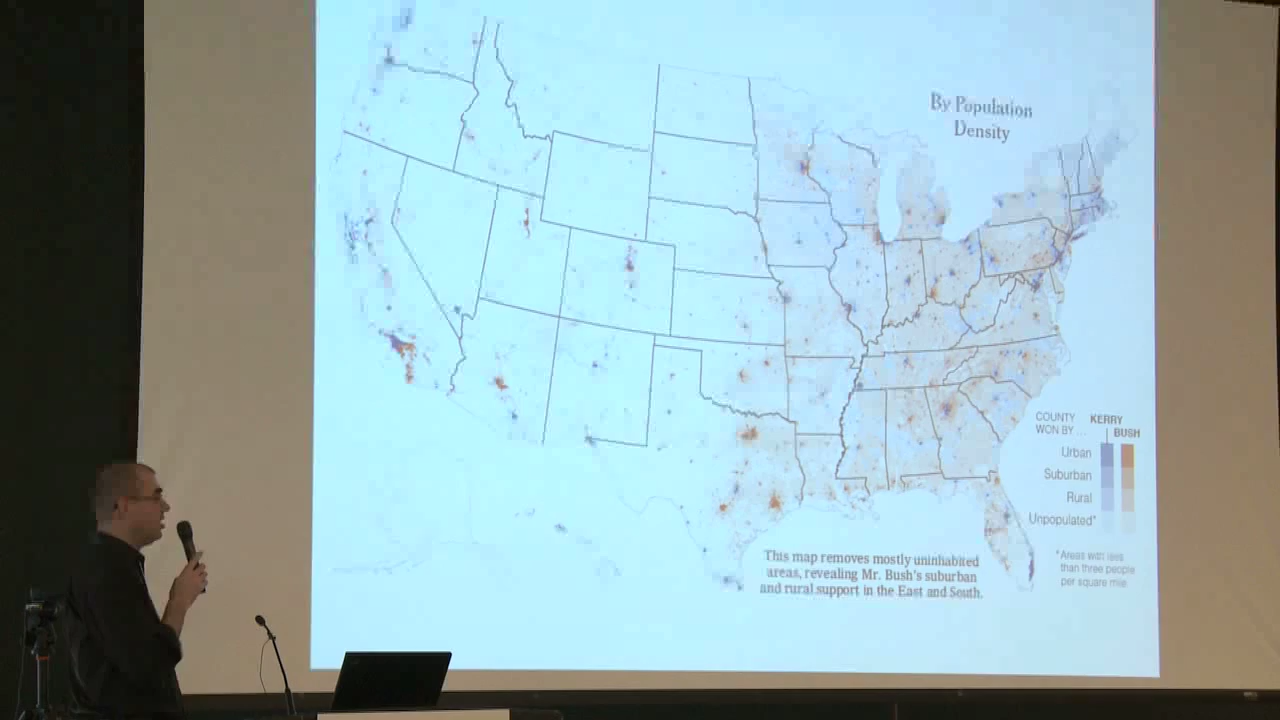 By Population
Density
COUNTY
WON BY ...
KERRY
BUSH
Urban
Suburban
Rural
Unpopulated*
*Areas with less
than three people
per square mile
This map removes mostly uninhabited
areas, revealing Mr. Bush's suburban
and rural support in the East and South.